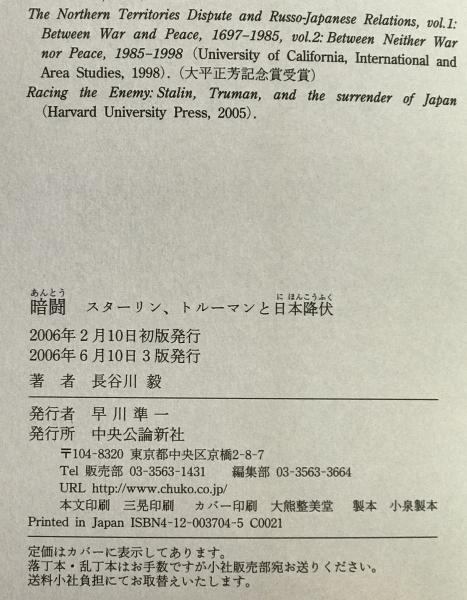 The Northern Territories Dispute and Russo-Japanese Relations, vol.1:
Between War and Peace, 1697-1985, vol.2: Between Neither War
nor Peace, 1985-1998 (University of California, International and
Area Studies, 1998). (大平正芳記念賞受賞)
Racing the Enemy: Stalin, Truman, and the surrender of Japan
(Harvard University Press, 2005).
あんとう に ほんこうふく
暗闘 スターリン、トルーマンと日本降伏
2006年2月10日初版発行
2006年6月10日3版発行
著 者 長谷川 毅
発行者 早川準一
発行所 中央公論新社
〒104-8320 東京都中央区京橋2-8-7
Tel 販売部 03-3563-1431 編集部 03-3563-3664
URL http://www.chuko.co.jp/
本文印刷 三晃印刷 カバー印刷 大熊整美堂 製本 小泉製本
Printed in Japan ISBN4-12-003704-5 C0021
定価はカバーに表示してあります。
落丁本・乱丁本はお手数ですが小社販売部宛お送りください。
送料小社負担にてお取替えいたします。